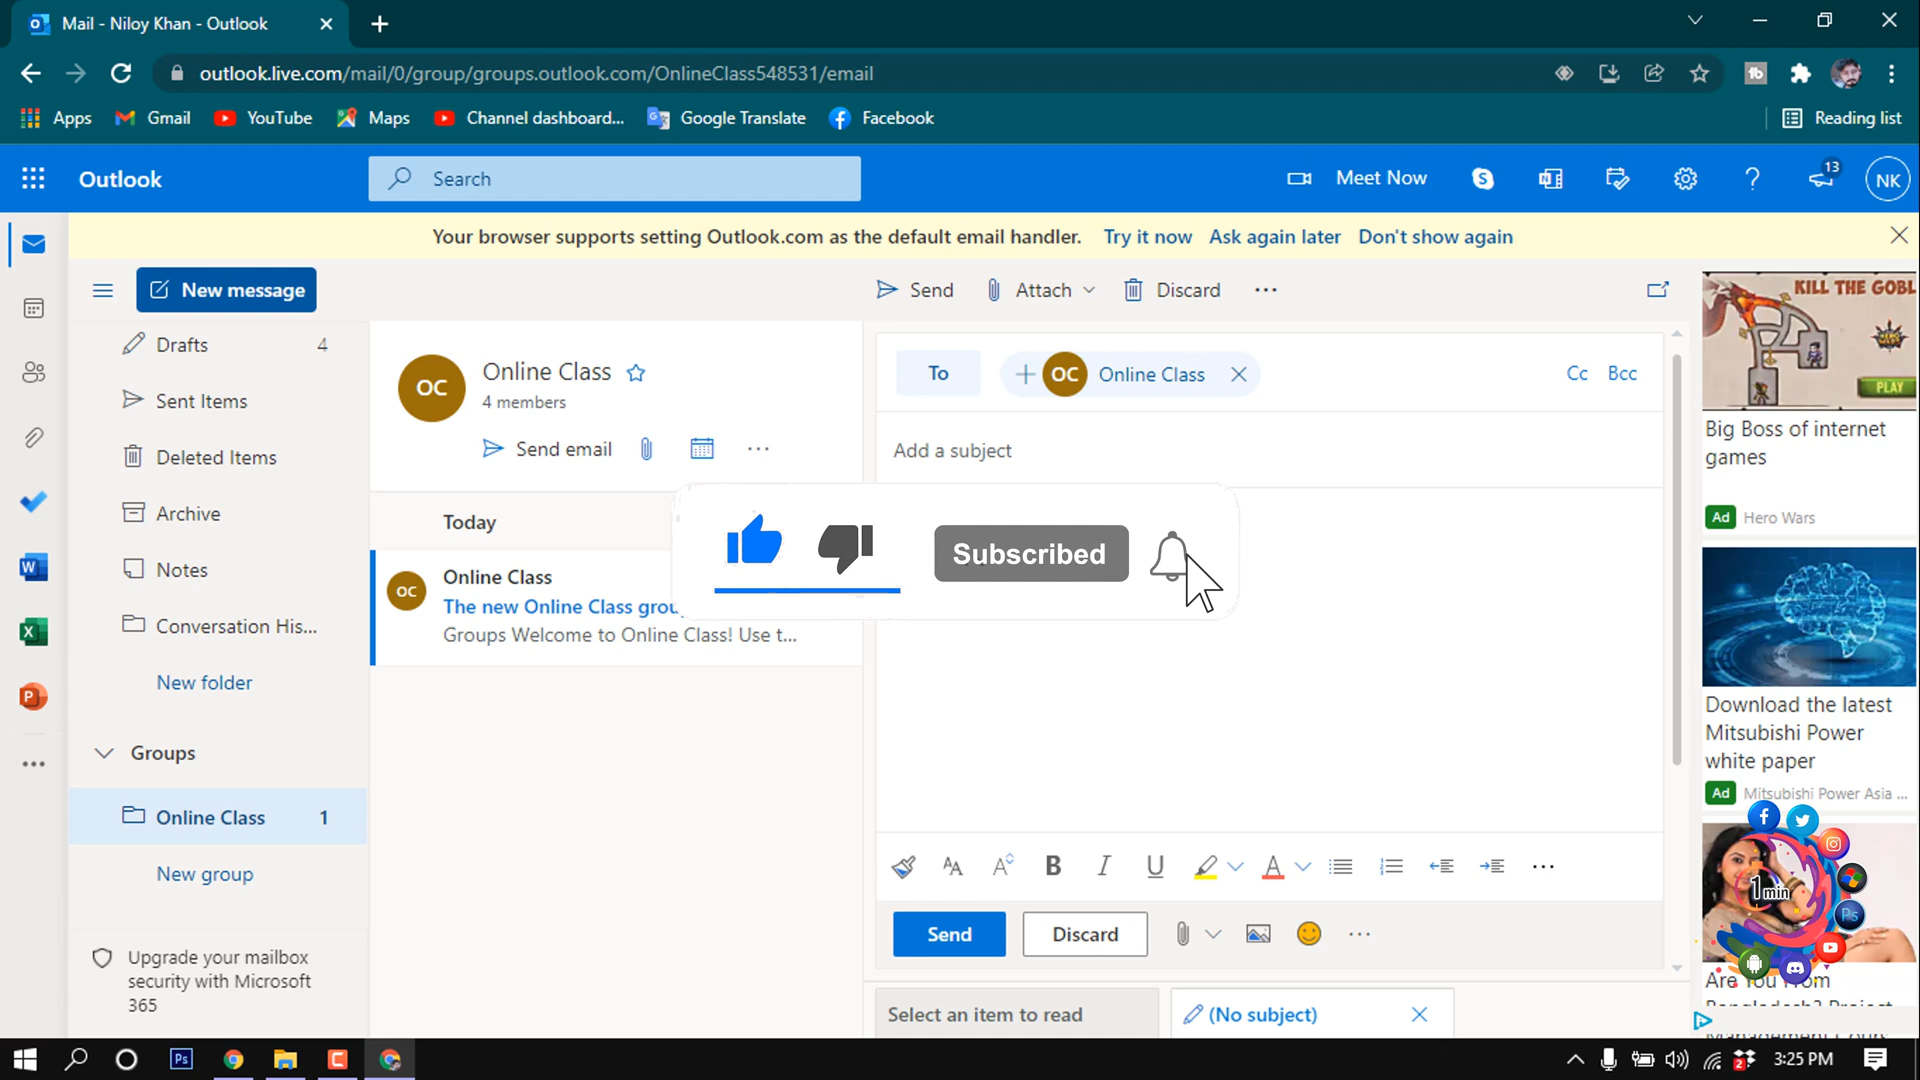 Mail - Niloy Khan - Outlook
outlook.live.com/mail/0/group/groups.outlook.com/OnlineClass548531/email
Apps Gmail YouTube Maps Channel dashboard... Google Translate Facebook Reading list
Outlook Search Meet Now 13 NK
Your browser supports setting Outlook.com as the default email handler. Try it now Ask again later Don't show again
New message
Send Attach Discard
Drafts 4
Sent Items
Deleted Items
Archive
Notes
Conversation His...
New folder
Groups
Online Class 1
New group
Upgrade your mailbox
security with Microsoft
365
OC
Online Class
4 members
Send email
Today
OC
Online Class
The new Online Class grou
Groups Welcome to Online Class! Use t...
To OC Online Class Cc Bcc
Add a subject
Subscribed
Send Discard
Select an item to read
(No subject)
KILL THE GOBL
PLAY
Big Boss of internet
games
Ad Hero Wars
Download the latest
Mitsubishi Power
white paper
Ad Mitsubishi Power Asia ...
1min
Ps
Are You From
Ps
3:25 PM